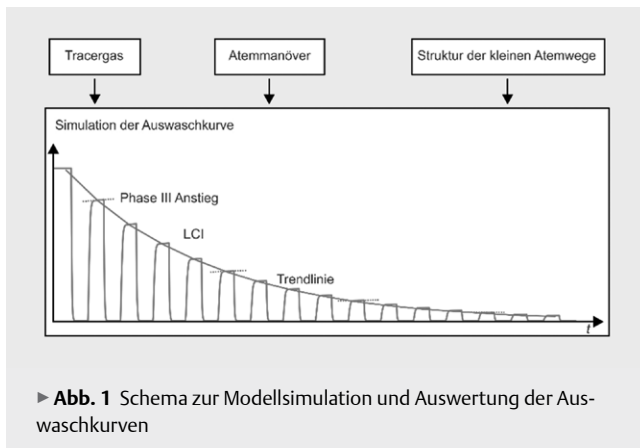 Tracergas
Atemmanöver
Struktur der kleinen Atemwege
Simulation der Auswaschkurve
Phase III Anstieg
LCI
Trendlinie
t
▶ Abb. 1 Schema zur Modellsimulation und Auswertung der Aus-
waschkurven